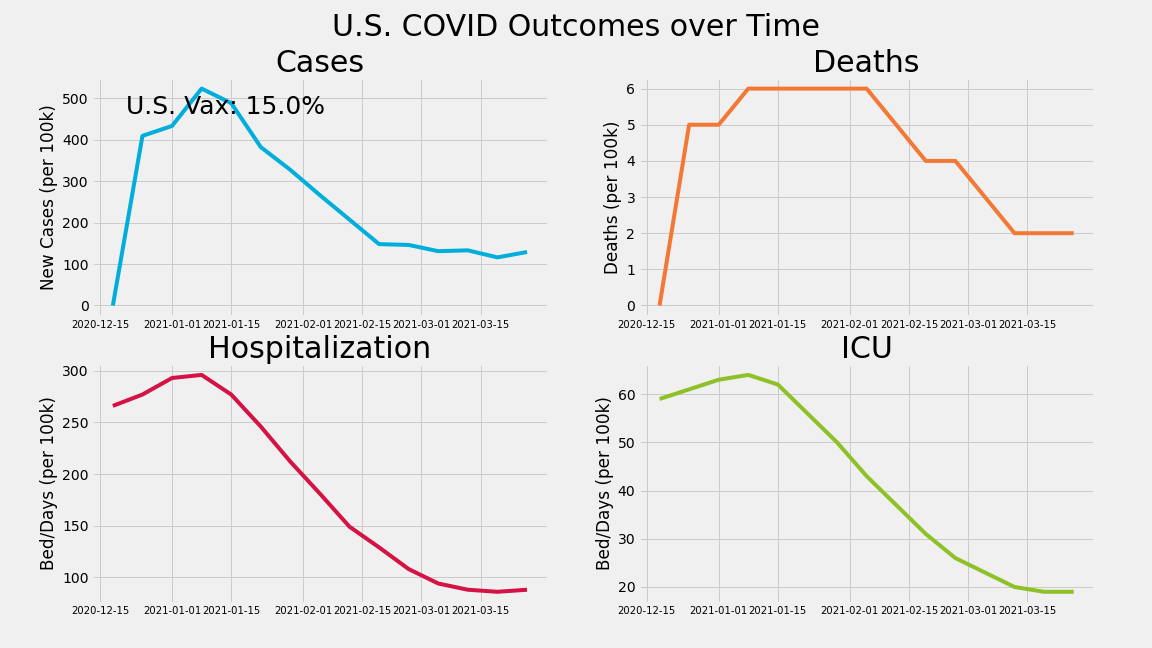 U.S. COVID Outcomes over Time
Cases
Deaths
U.S. Vax: 15.0%
New Cases (per 100k)
500
400
300
200
100
0
2020-12-15 2021-01-01 2021-01-15 2021-02-01 2021-02-15 2021-03-01 2021-03-15
Deaths (per 100k)
6
5
4
3
2
1
0
2020-12-15 2021-01-01 2021-01-15 2021-02-01 2021-02-15 2021-03-01 2021-03-15
Hospitalization
ICU
Bed/Days (per 100k)
300
250
200
150
100
2020-12-15 2021-01-01 2021-01-15 2021-02-01 2021-02-15 2021-03-01 2021-03-15
Bed/Days (per 100k)
60
50
40
30
20
2020-12-15 2021-01-01 2021-01-15 2021-02-01 2021-02-15 2021-03-01 2021-03-15